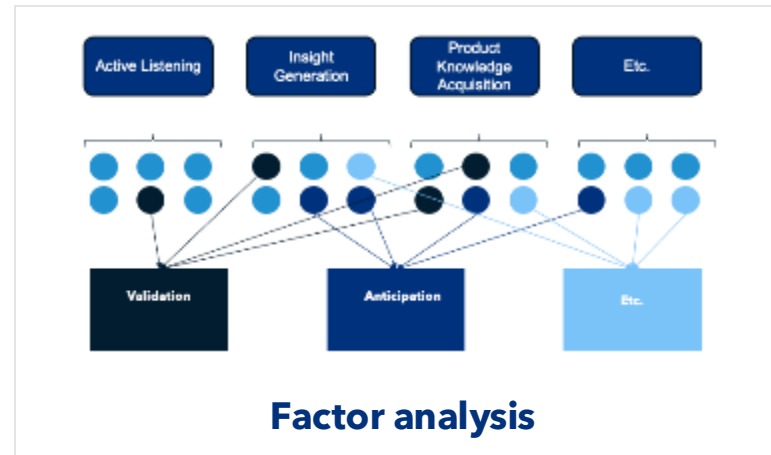 Active Listening
Insight
Generation
Product
Knowledge
Acquisition
Etc.
Validation
Anticipation
Etc.
Factor analysis